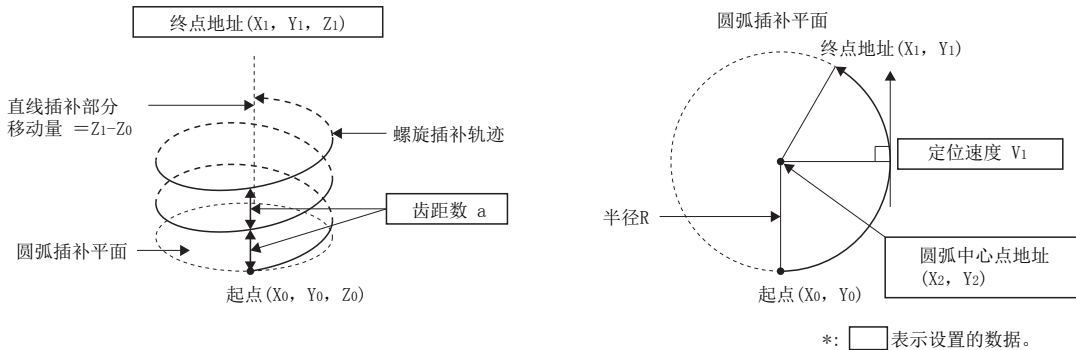 终点地址(X1, Y1, Z1)
直线插补部分
移动量 =Z1-Z0
螺旋插补轨迹
齿距数 a
圆弧插补平面
起点(X0, Y0, Z0)
圆弧插补平面
终点地址(X1, Y1)
定位速度 V1
半径R
圆弧中心点地址
(X2, Y2)
起点(X0, Y0)
*: 表示设置的数据。